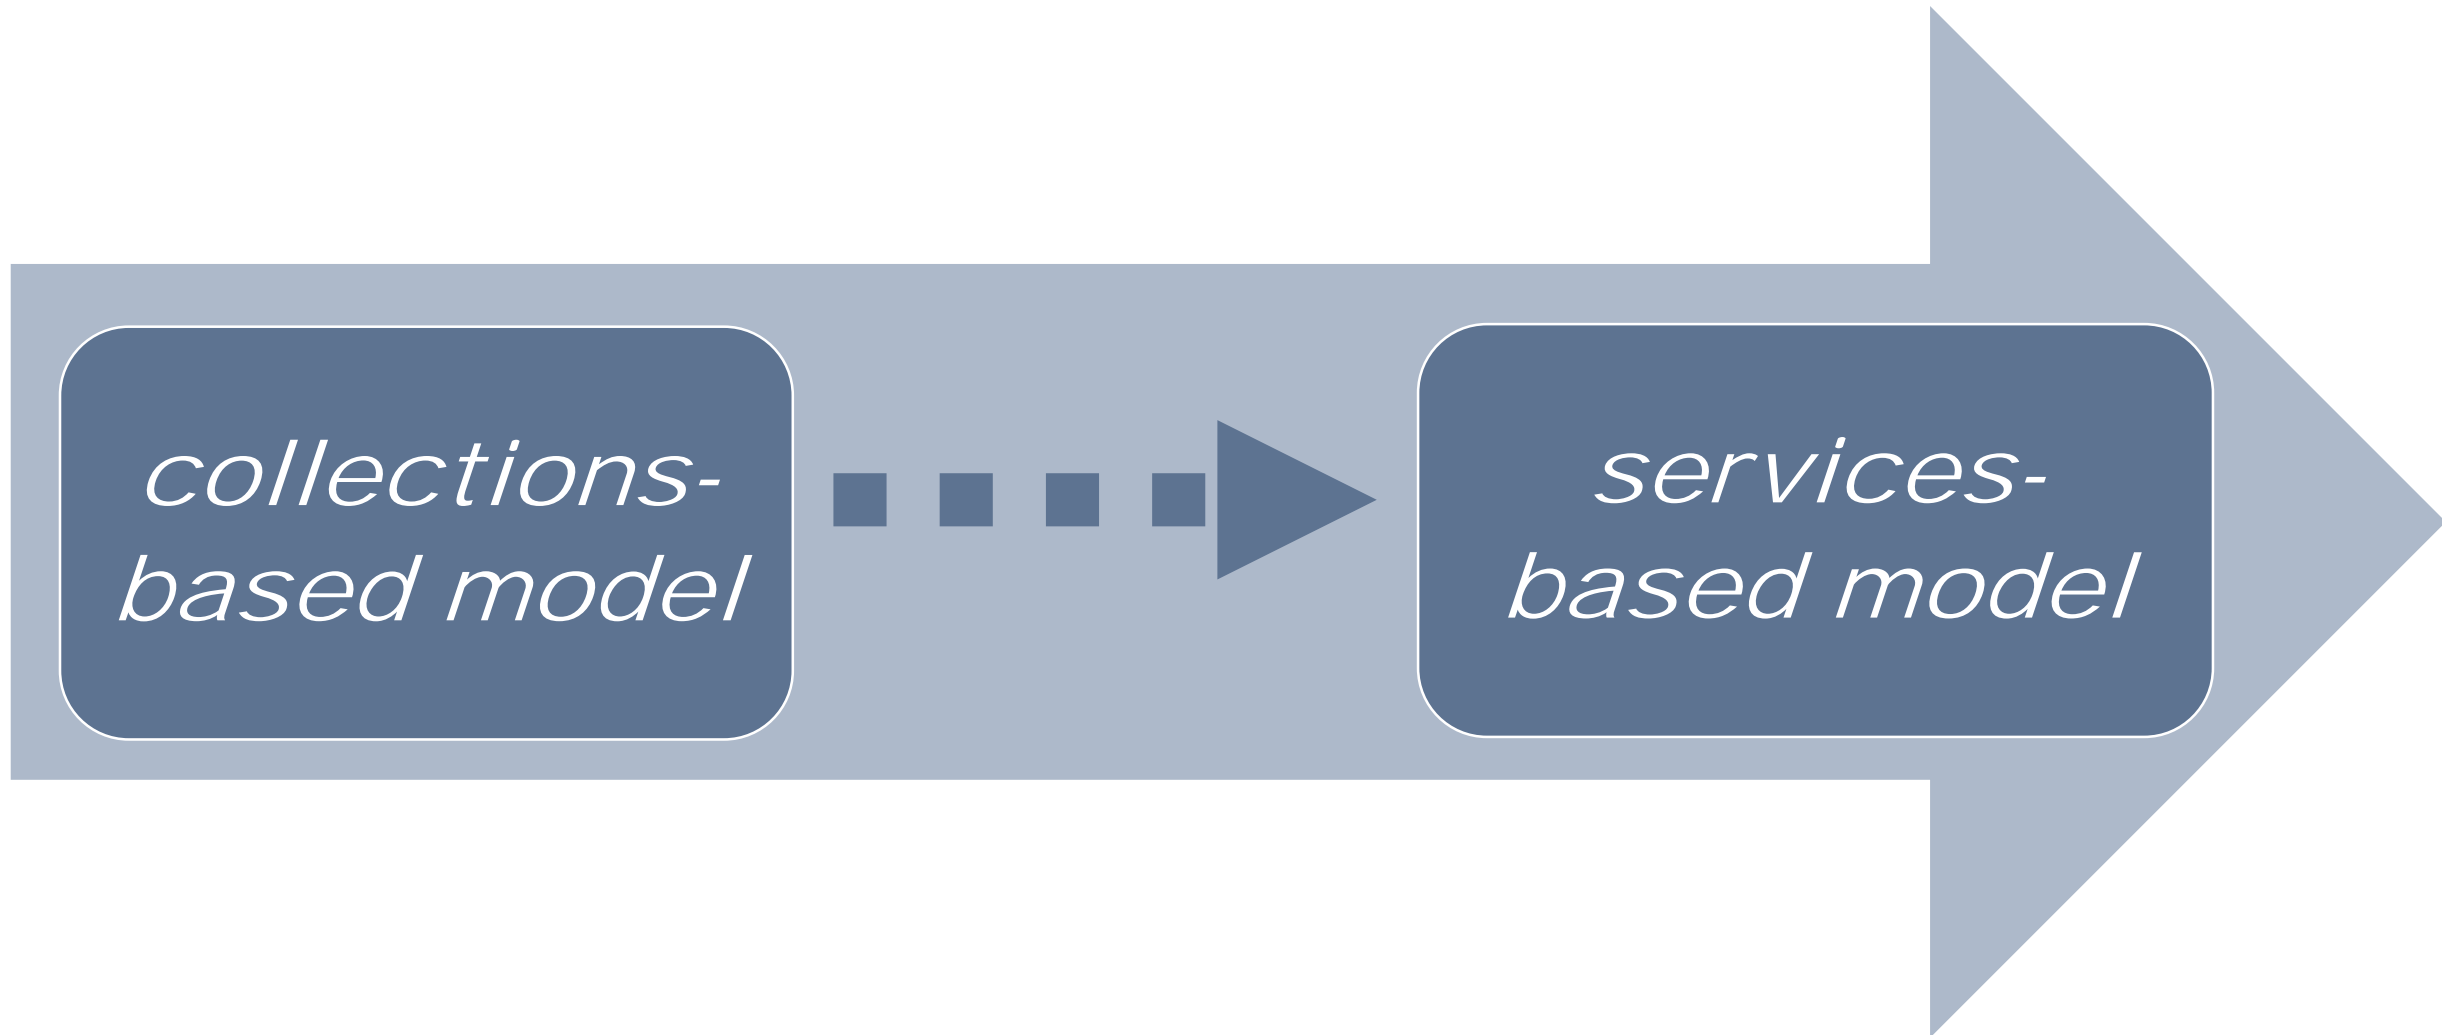 collections-
based model
services-
based model